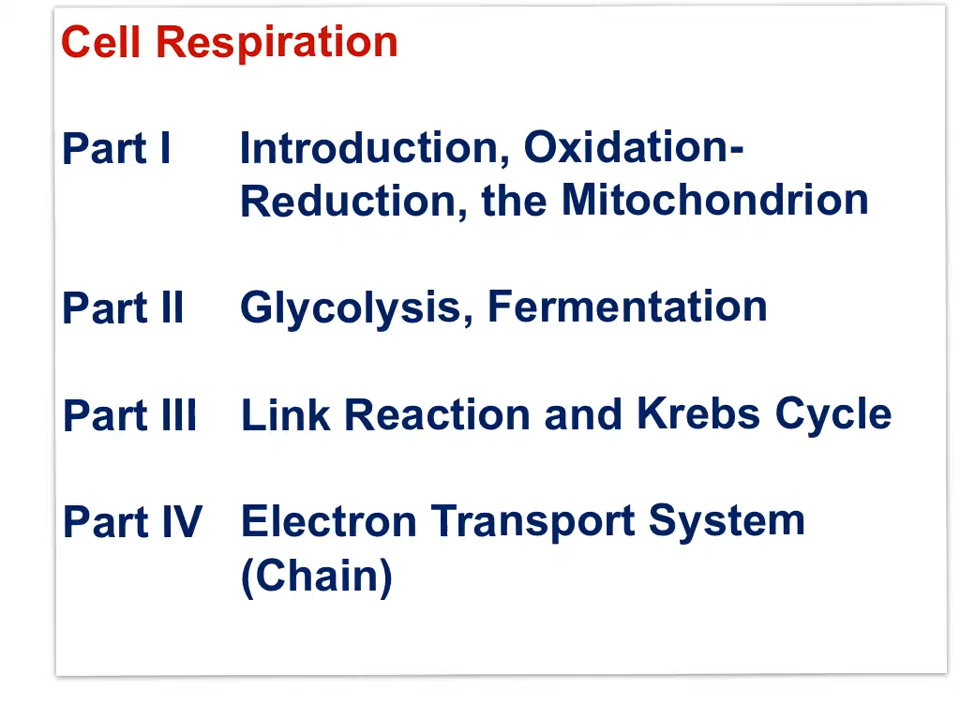 Cell Respiration
Part I Introduction, Oxidation-
Reduction, the Mitochondrion
Part II Glycolysis, Fermentation
Part III Link Reaction and Krebs Cycle
Part IV Electron Transport System
(Chain)